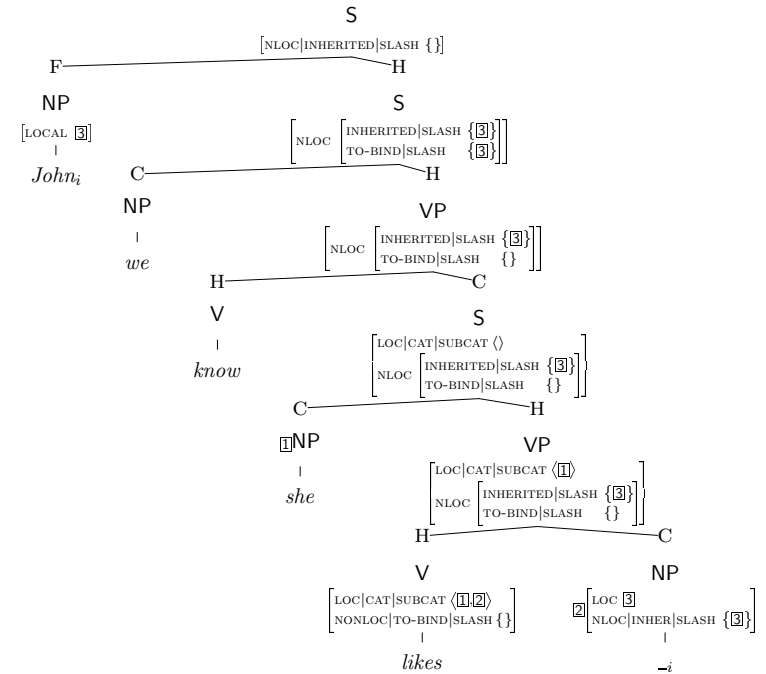 S
[NLOC|INHERITED|SLASH {}]
F H
NP S
[LOCAL 3]
[NLOC [INHERITED|SLASH {3}
TO-BIND|SLASH {3}]]
John_i C H
NP VP
we
[NLOC [INHERITED|SLASH {3}
TO-BIND|SLASH {}]]
H C
V S
know
[LOC|CAT|SUBCAT ⟨⟩
NLOC [INHERITED|SLASH {3}
TO-BIND|SLASH {}]]
C H
1NP VP
she
[LOC|CAT|SUBCAT ⟨1⟩
NLOC [INHERITED|SLASH {3}
TO-BIND|SLASH {}]]
H C
V NP
[LOC|CAT|SUBCAT ⟨1,2⟩
NONLOC|TO-BIND|SLASH {}]
2[LOC 3
NLOC|INHER|SLASH {3}]
likes _i